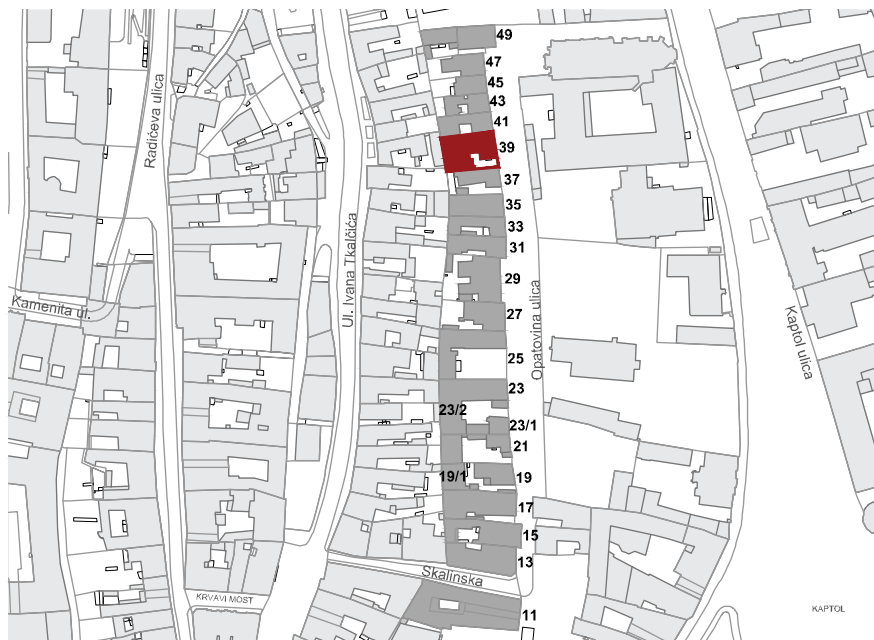 49
47
45
43
41
39
37
35
33
31
29
27
25
23
23/2
23/1
21
19/1
19
17
15
13
11
Radićeva ulica
Ul. Ivana Tkalčića
Opatovina ulica
Kaptol ulica
Kamenita ul.
Skalinska
KRVAVI MOST
KAPTOL